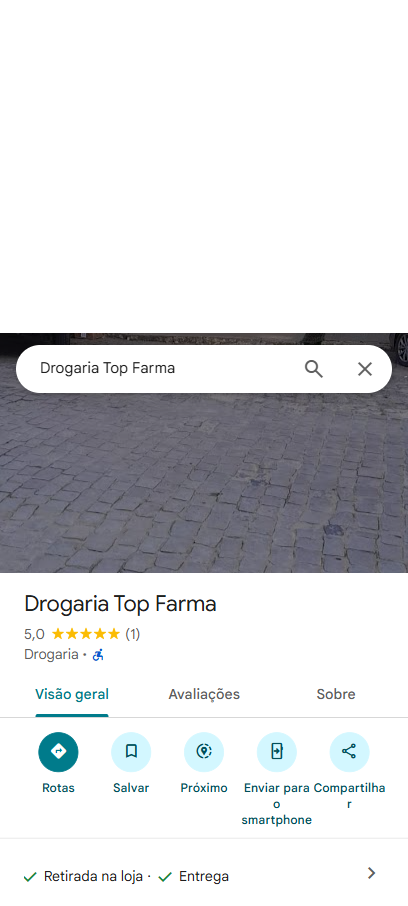 Drogaria Top Farma
Drogaria Top Farma
5,0 ★★★★★ (1)
Drogaria ·
Visão geral
Avaliações
Sobre
Rotas
Salvar
Próximo
Enviar para
o
smartphone
Compartilha
r
Retirada na loja · Entrega